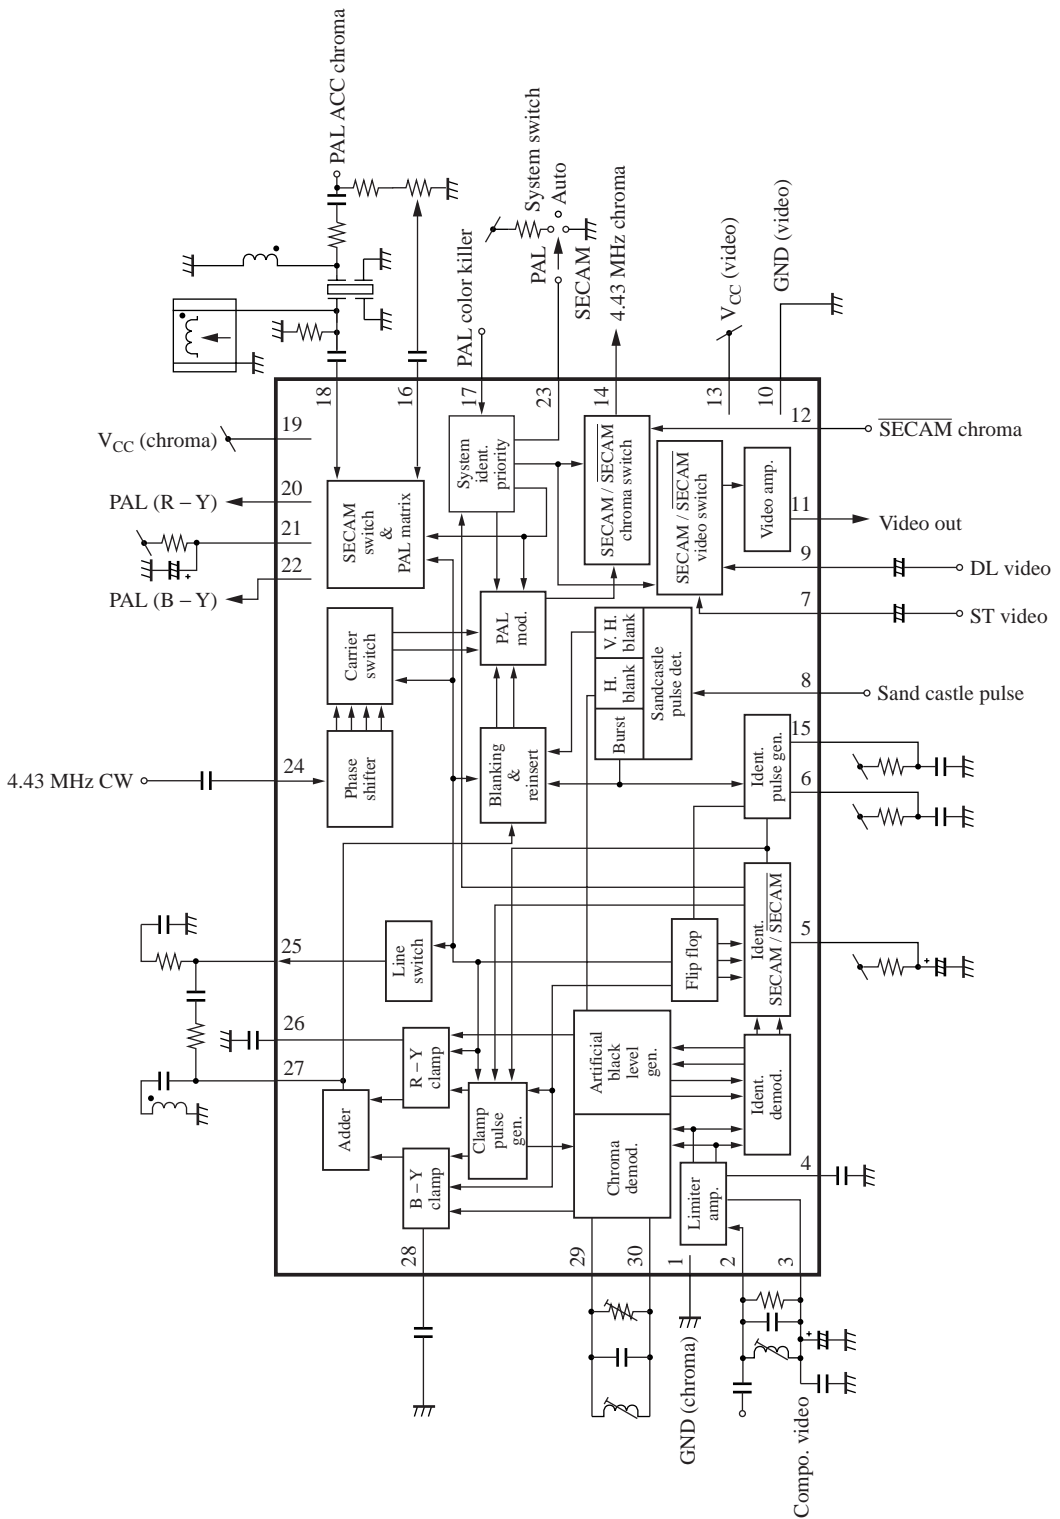 PAL ACC chroma
System switch
Auto
PAL
SECAM
4.43 MHz chroma
PAL color killer
VCC (video)
GND (video)
18
16
17
23
14
13
10
19
VCC (chroma)
20
PAL (R – Y)
21
22
PAL (B – Y)
SECAM
switch
&
PAL matrix
System
ident.
priority
SECAM / S̅E̅C̅A̅M̅
chroma switch
SECAM / S̅E̅C̅A̅M̅
video switch
Video amp.
12
S̅E̅C̅A̅M̅ chroma
11
Video out
9
DL video
7
ST video
Carrier
switch
PAL
mod.
V. H.
blank
H.
blank
Burst
Sandcastle
pulse det.
8
Sand castle pulse
4.43 MHz CW
24
Phase
shifter
Blanking
&
reinsert
Ident.
pulse gen.
15
6
25
Line
switch
Flip flop
Ident.
SECAM / S̅E̅C̅A̅M̅
5
26
27
R – Y
clamp
Adder
B – Y
clamp
Clamp
pulse
gen.
Artificial
black
level
gen.
Chroma
demod.
Ident.
demod.
Limiter
amp.
4
28
29
30
1
2
3
GND (chroma)
Compo. video